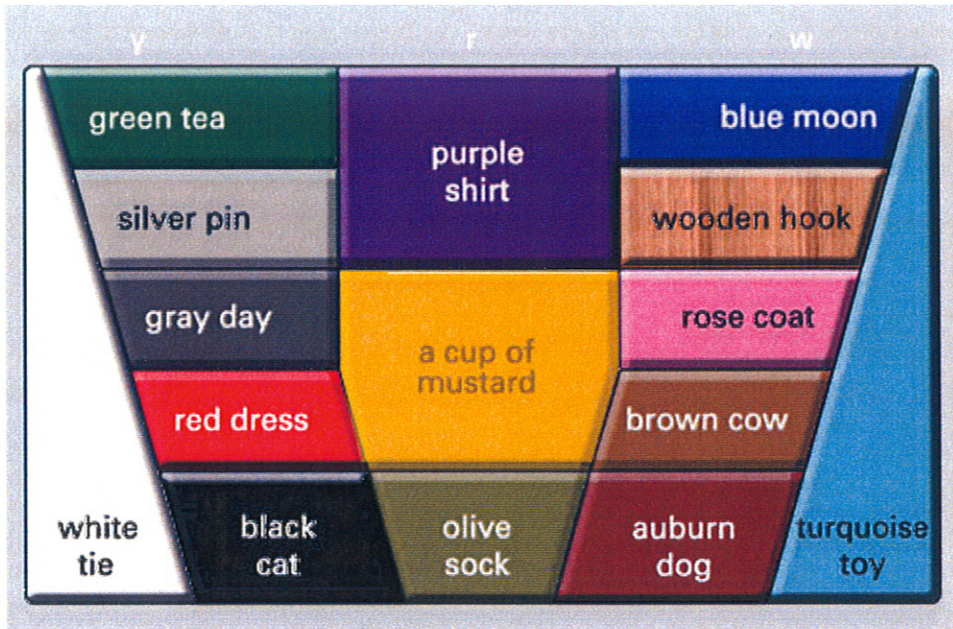 y r w
green tea
purple
shirt
blue moon
silver pin
wooden hook
gray day
a cup of
mustard
rose coat
red dress
brown cow
white
tie
black
cat
olive
sock
auburn
dog
turquoise
toy